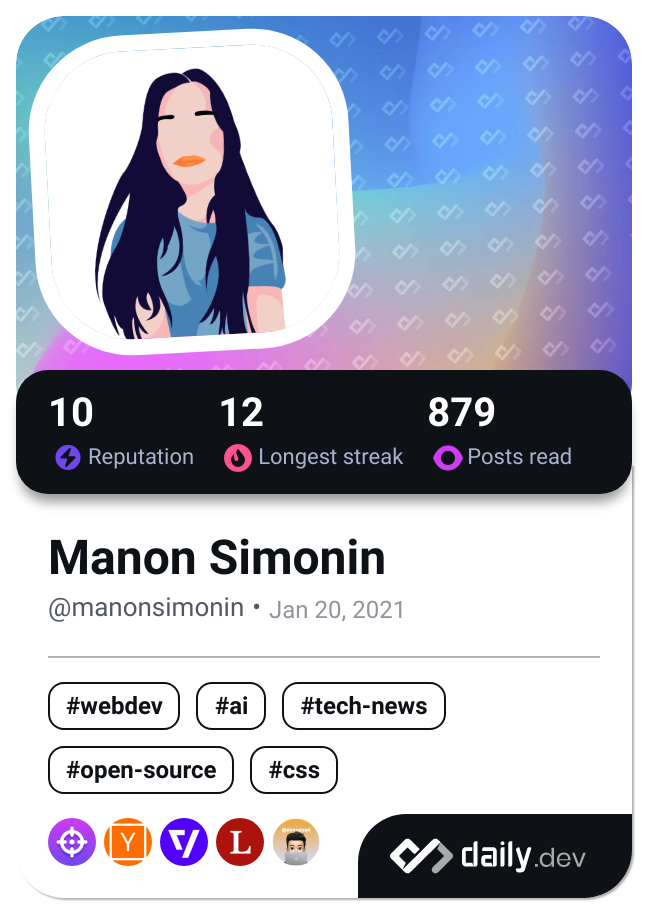 10 12 879
Reputation Longest streak Posts read
Manon Simonin
@manonsimonin • Jan 20, 2021
#webdev #ai #tech-news
#open-source #css
Y L
daily.dev